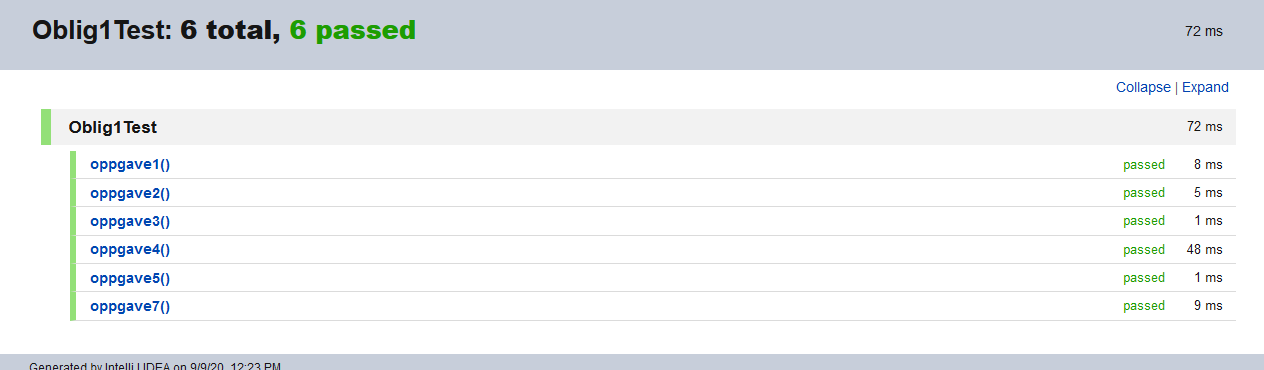 Oblig1Test: 6 total, 6 passed 72 ms
Collapse | Expand
Oblig1Test 72 ms
oppgave1() passed 8 ms
oppgave2() passed 5 ms
oppgave3() passed 1 ms
oppgave4() passed 48 ms
oppgave5() passed 1 ms
oppgave7() passed 9 ms
Generated by IntelliJ IDEA on 9/9/20, 12:23 PM